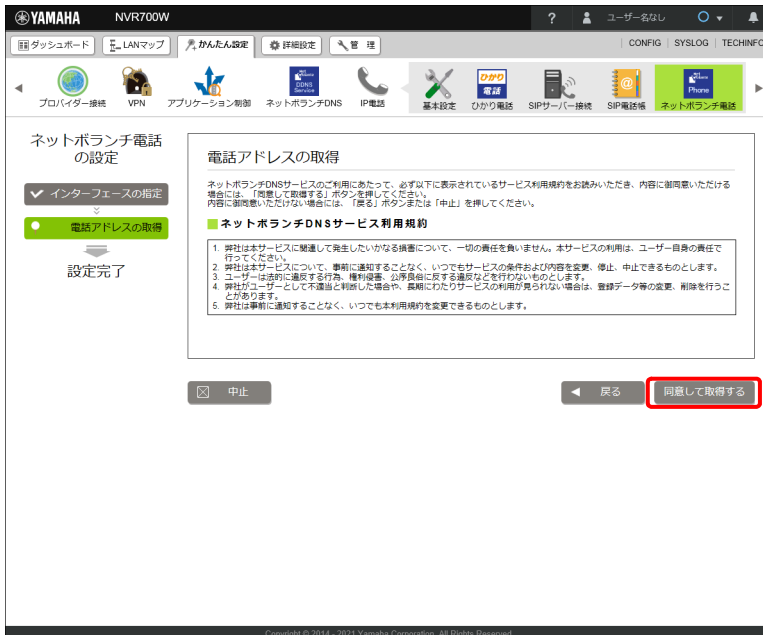 YAMAHA NVR700W ? ユーザー名なし
ダッシュボード LANマップ かんたん設定 詳細設定 管 理 CONFIG SYSLOG TECHINFO
プロバイダー接続 VPN アプリケーション制御 ネットボランチDNS IP電話 基本設定 ひかり電話 SIPサーバー接続 SIP電話帳 ネットボランチ電話
DDNS
Service
ひかり
電話
@
Phone
ネットボランチ電話
の設定
インターフェースの指定
電話アドレスの取得
設定完了
電話アドレスの取得
ネットボランチDNSサービスのご利用にあたって、必ず以下に表示されているサービス利用規約をお読みいただき、内容に御同意いただける
場合には、「同意して取得する」ボタンを押してください。
内容に御同意いただけない場合には、「戻る」ボタンまたは「中止」を押してください。
ネットボランチDNSサービス利用規約
1. 弊社は本サービスに関連して発生したいかなる損害について、一切の責任を負いません。本サービスの利用は、ユーザー自身の責任で
行ってください。
2. 弊社は本サービスについて、事前に通知することなく、いつでもサービスの条件および内容を変更、停止、中止できるものとします。
3. ユーザーは法的に違反する行為、権利侵害、公序良俗に反する違反などを行わないものとします。
4. 弊社がユーザーとして不適当と判断した場合や、長期にわたりサービスの利用が見られない場合は、登録データ等の変更、削除を行うこ
とがあります。
5. 弊社は事前に通知することなく、いつでも本利用規約を変更できるものとします。
中止
戻る
同意して取得する
Copyright © 2014 - 2021 Yamaha Corporation. All Rights Reserved.